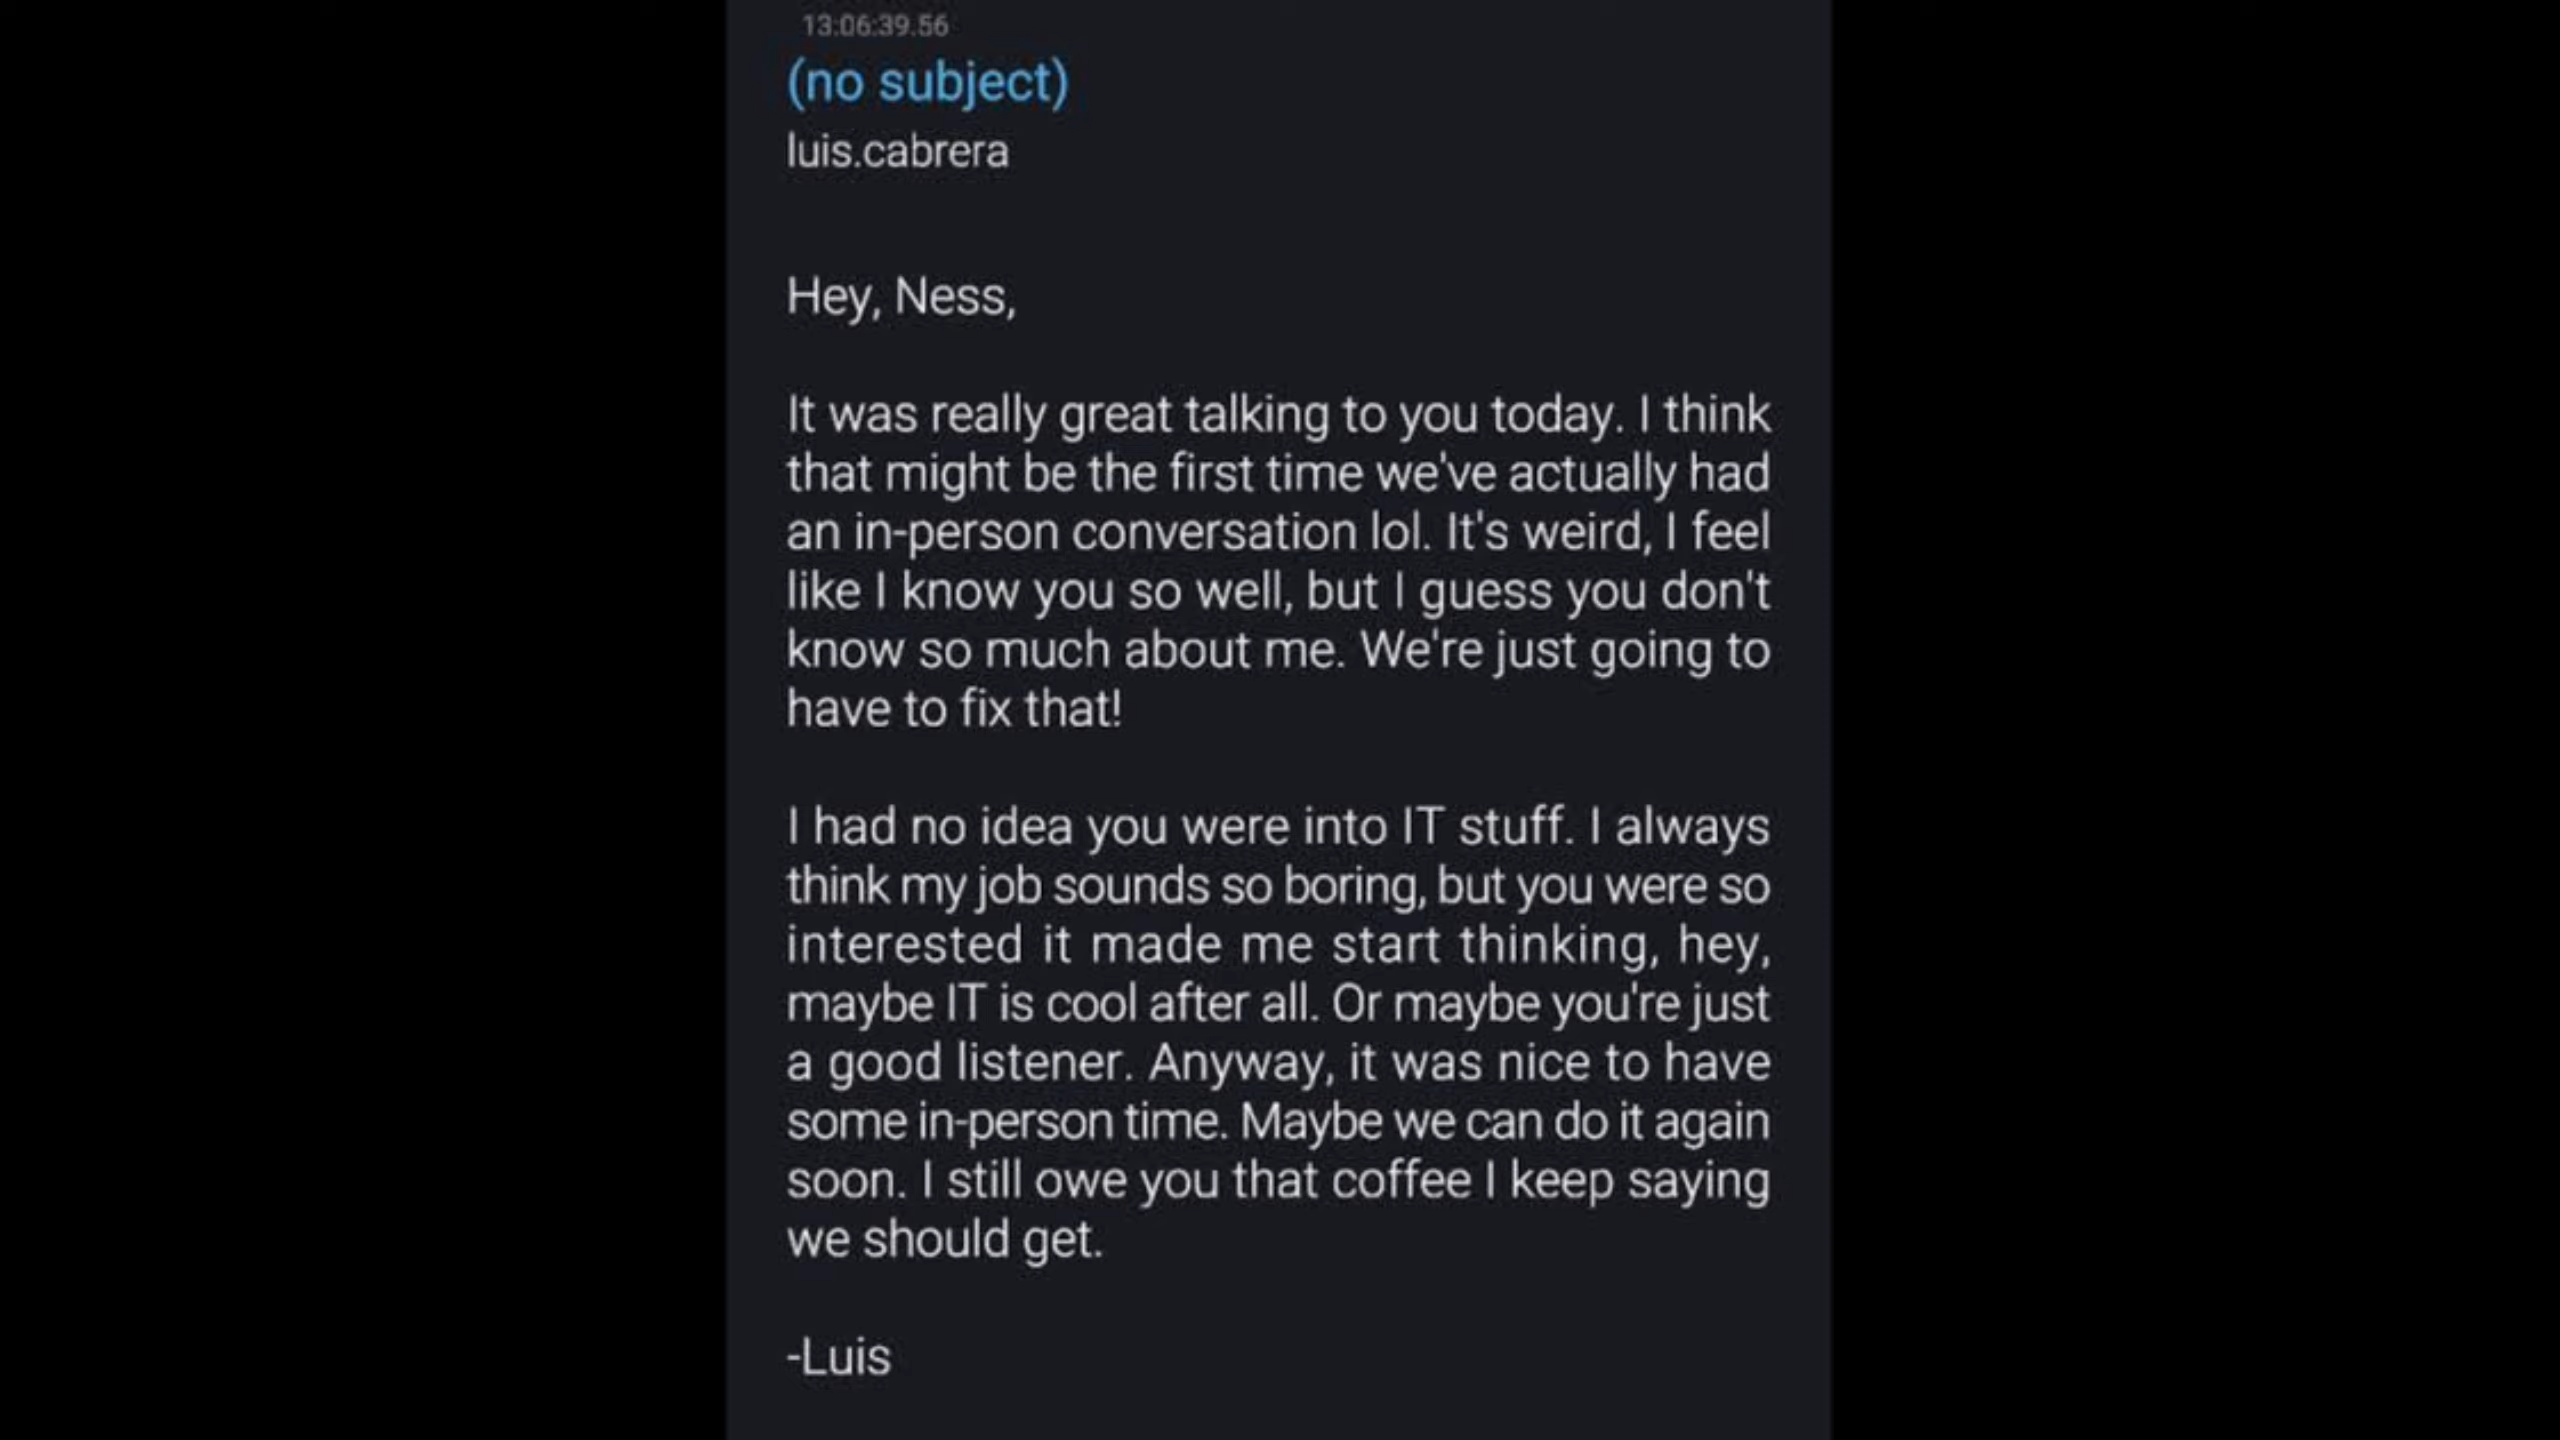 13:06:39.56
(no subject)
luis.cabrera
Hey, Ness,
It was really great talking to you today. I think
that might be the first time we've actually had
an in-person conversation lol. It's weird, I feel
like I know you so well, but I guess you don't
know so much about me. We're just going to
have to fix that!
I had no idea you were into IT stuff. I always
think my job sounds so boring, but you were so
interested it made me start thinking, hey,
maybe IT is cool after all. Or maybe you're just
a good listener. Anyway, it was nice to have
some in-person time. Maybe we can do it again
soon. I still owe you that coffee I keep saying
we should get.
-Luis